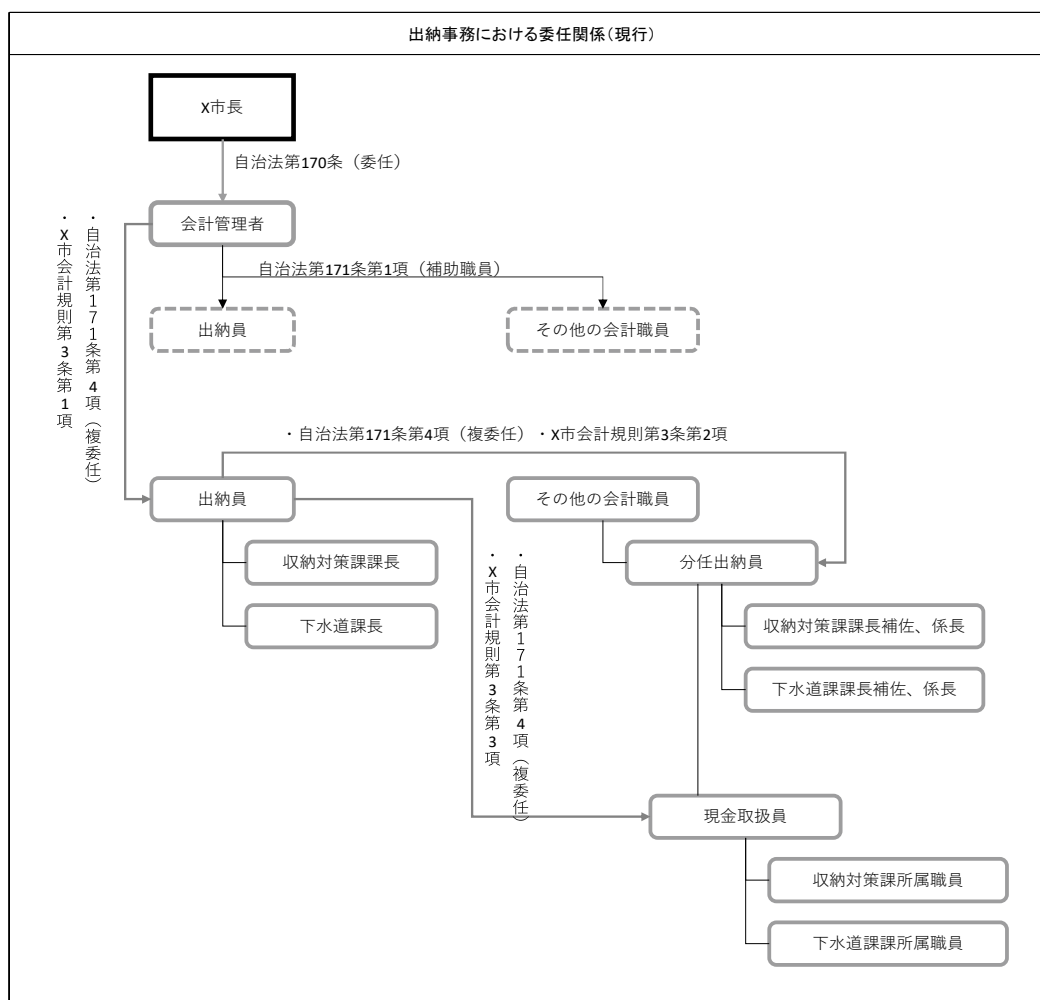 出納事務における委任関係（現行）
X市長
自治法第170条（委任）
会計管理者
・自治法第171条第4項（複委任）
・X市会計規則第3条第1項
自治法第171条第1項（補助職員）
出納員
その他の会計職員
・自治法第171条第4項（複委任）・X市会計規則第3条第2項
出納員
その他の会計職員
収納対策課課長
分任出納員
下水道課長
収納対策課課長補佐、係長
下水道課課長補佐、係長
・自治法第171条第4項（複委任）
・X市会計規則第3条第3項
現金取扱員
収納対策課所属職員
下水道課課所属職員